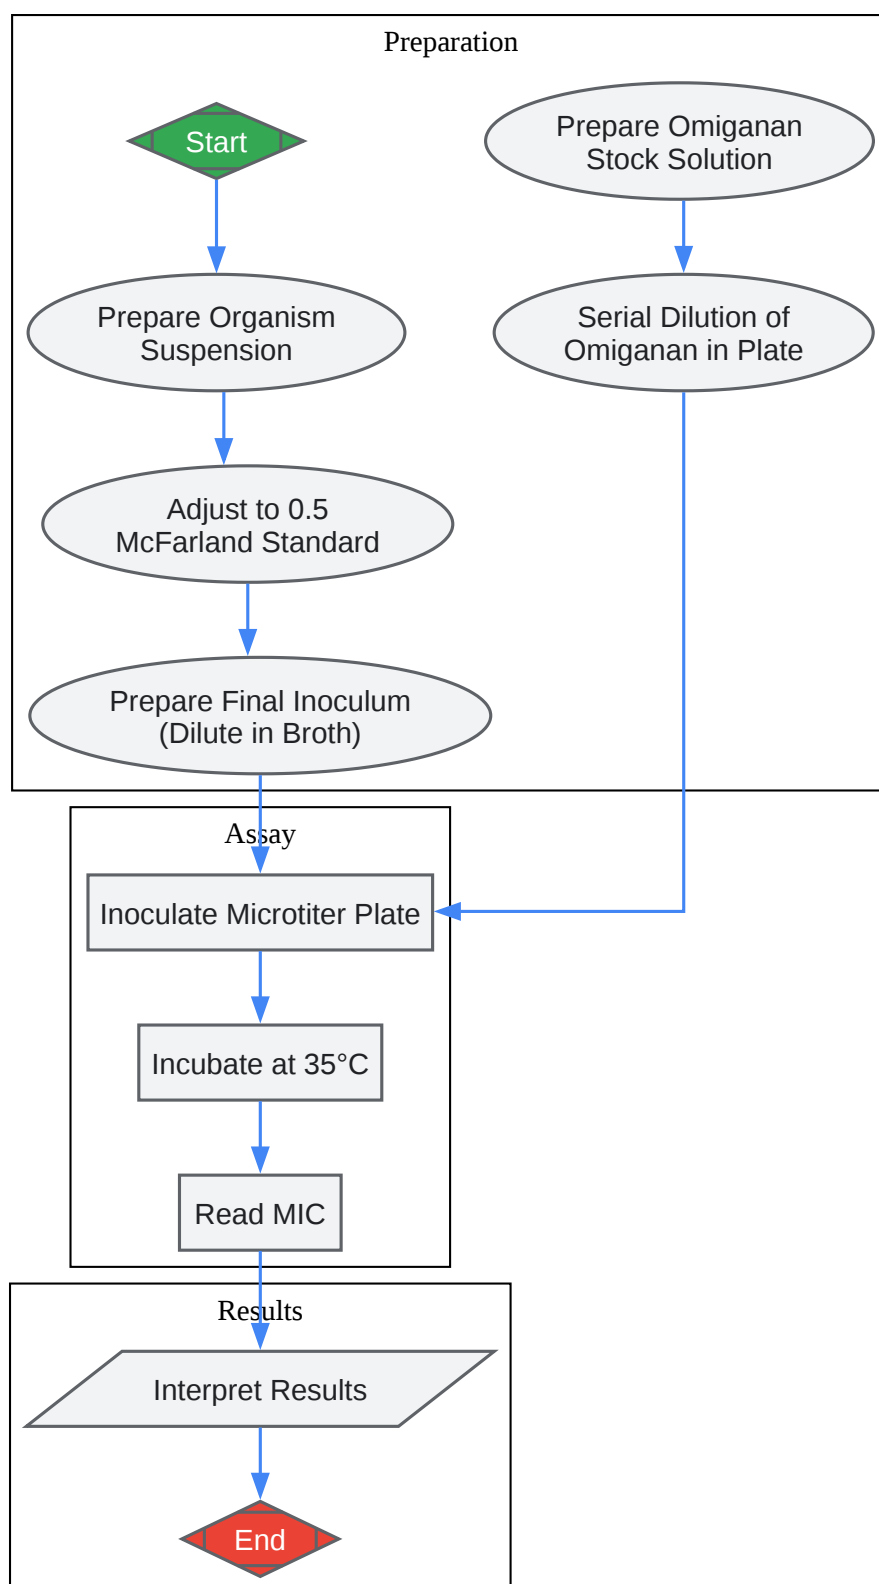 Preparation
Start
Prepare Organism
Suspension
Adjust to 0.5
McFarland Standard
Prepare Final Inoculum
(Dilute in Broth)
Prepare Omiganan
Stock Solution
Serial Dilution of
Omiganan in Plate
Assay
Inoculate Microtiter Plate
Incubate at 35°C
Read MIC
Results
Interpret Results
End